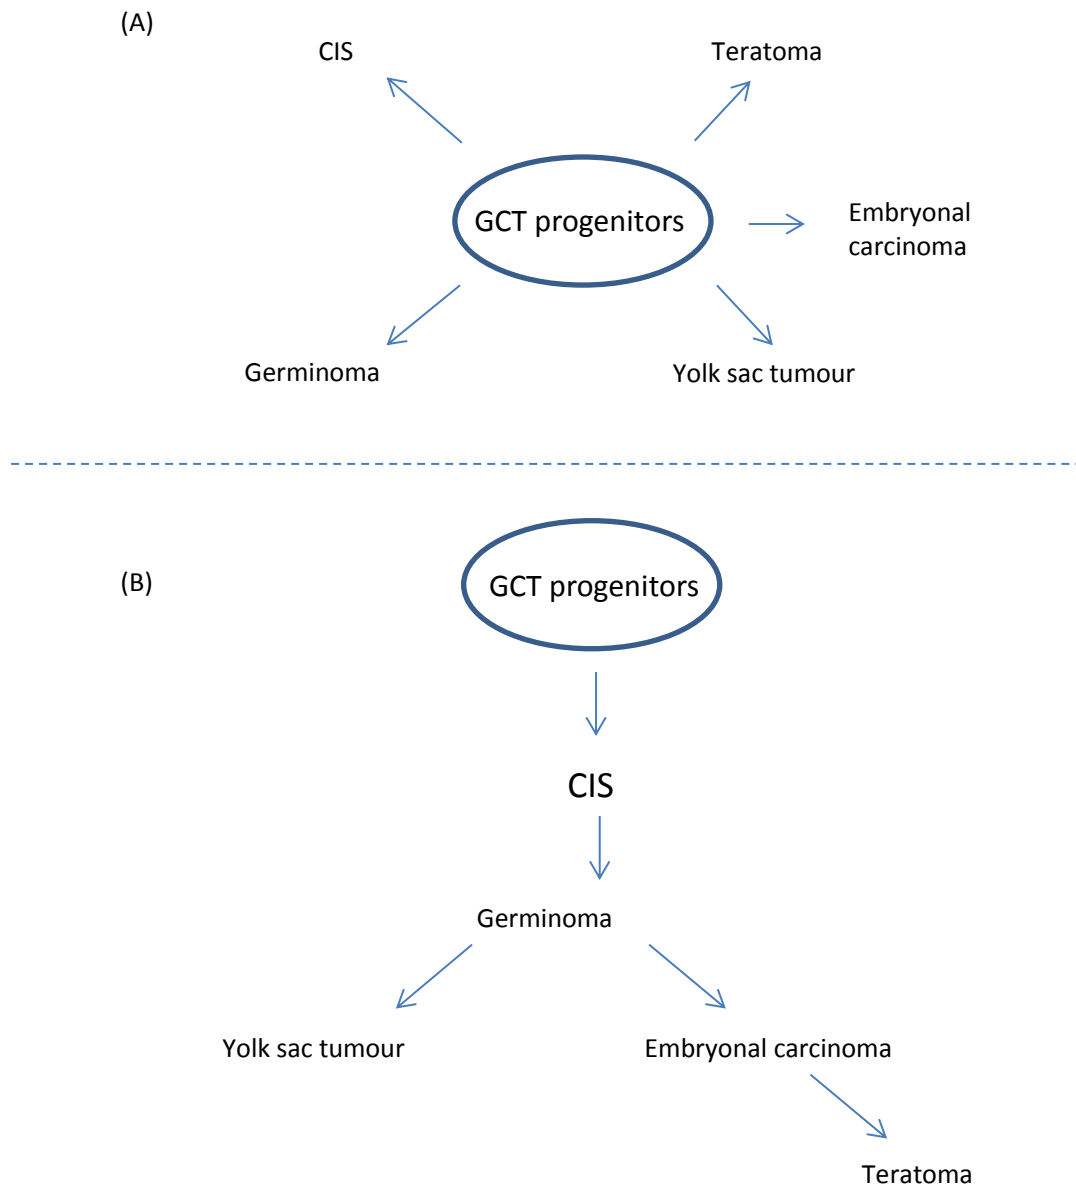 (A)
CIS
Teratoma
GCT progenitors
Embryonal
carcinoma
Germinoma
Yolk sac tumour
(B)
GCT progenitors
CIS
Germinoma
Yolk sac tumour
Embryonal carcinoma
Teratoma